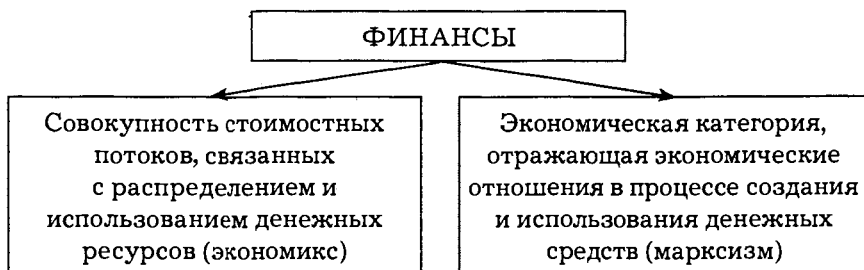 ФИНАНСЫ
Совокупность стоимостных
потоков, связанных
с распределением и
использованием денежных
ресурсов (экономикс)
Экономическая категория,
отражающая экономические
отношения в процессе создания
и использования денежных
средств (марксизм)